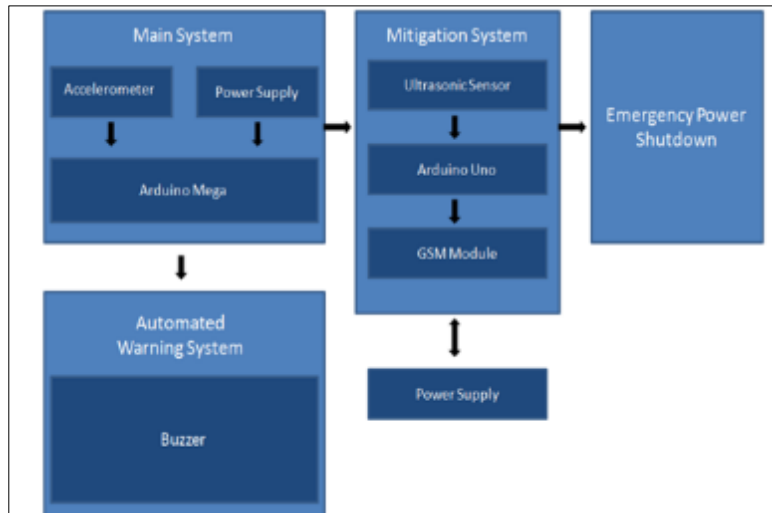 Main System
Accelerometer
Power Supply
Arduino Mega
Mitigation System
Ultrasonic Sensor
Arduino Uno
GSM Module
Power Supply
Emergency Power
Shutdown
Automated
Warning System
Buzzer